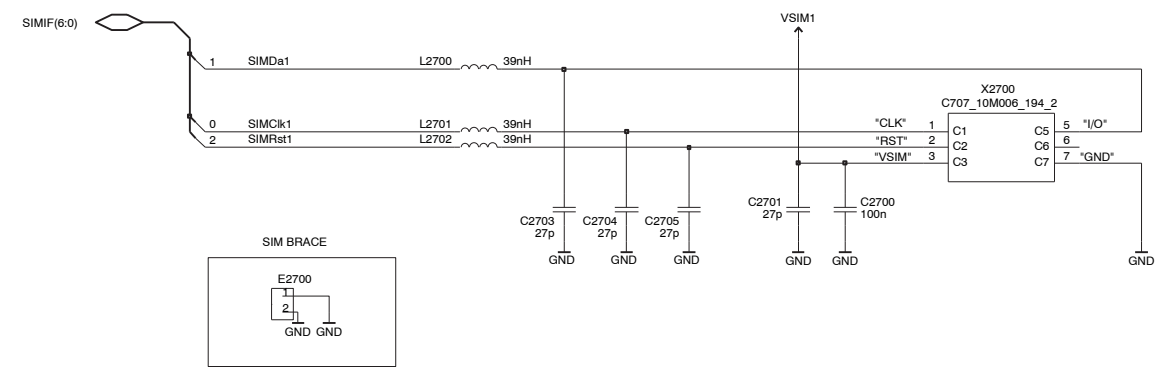 SIMIF(6:0)
VSIM1
1 SIMDa1 L2700 39nH
X2700
C707_10M006_194_2
0 SIMClk1 L2701 39nH "CLK" 1 C1 C5 5 "I/O"
2 SIMRst1 L2702 39nH "RST" 2 C2 C6 6
"VSIM" 3 C3 C7 7 "GND"
C2703 27p
C2704 27p
C2705 27p
C2701 27p
C2700 100n
GND GND GND GND GND GND
SIM BRACE
E2700
1
2
GND GND